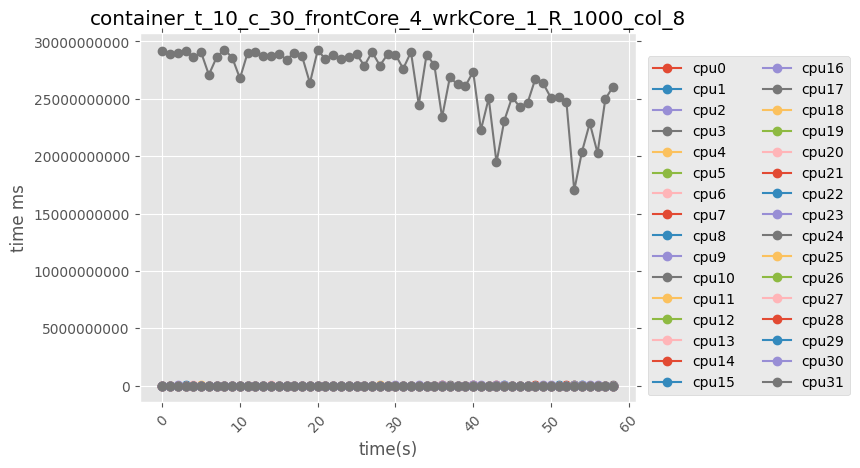 container_t_10_c_30_frontCore_4_wrkCore_1_R_1000_col_8
30000000000
25000000000
20000000000
15000000000
10000000000
5000000000
0
time ms
0
10
20
30
40
50
60
time(s)
cpu0
cpu1
cpu2
cpu3
cpu4
cpu5
cpu6
cpu7
cpu8
cpu9
cpu10
cpu11
cpu12
cpu13
cpu14
cpu15
cpu16
cpu17
cpu18
cpu19
cpu20
cpu21
cpu22
cpu23
cpu24
cpu25
cpu26
cpu27
cpu28
cpu29
cpu30
cpu31